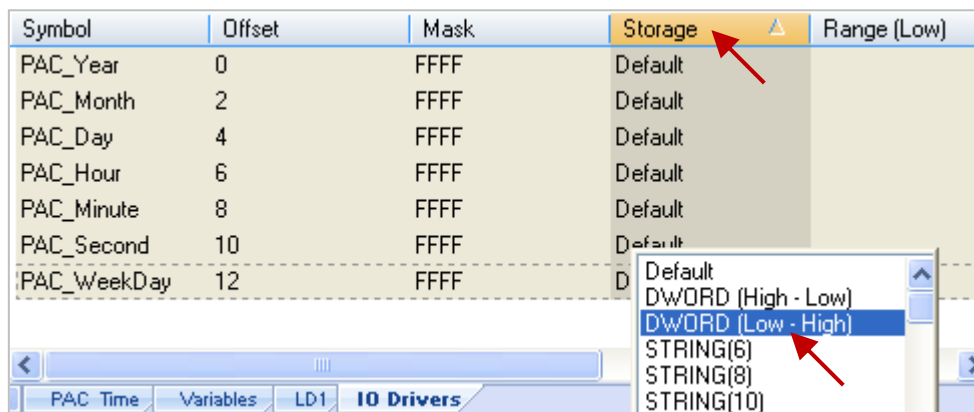 Symbol Offset Mask Storage Range (Low)
PAC_Year 0 FFFF Default
PAC_Month 2 FFFF Default
PAC_Day 4 FFFF Default
PAC_Hour 6 FFFF Default
PAC_Minute 8 FFFF Default
PAC_Second 10 FFFF Default
PAC_WeekDay 12 FFFF D
Default
DWORD (High - Low)
DWORD (Low - High)
STRING(6)
STRING(8)
STRING(10)
PAC_Time Variables LD1 IO Drivers